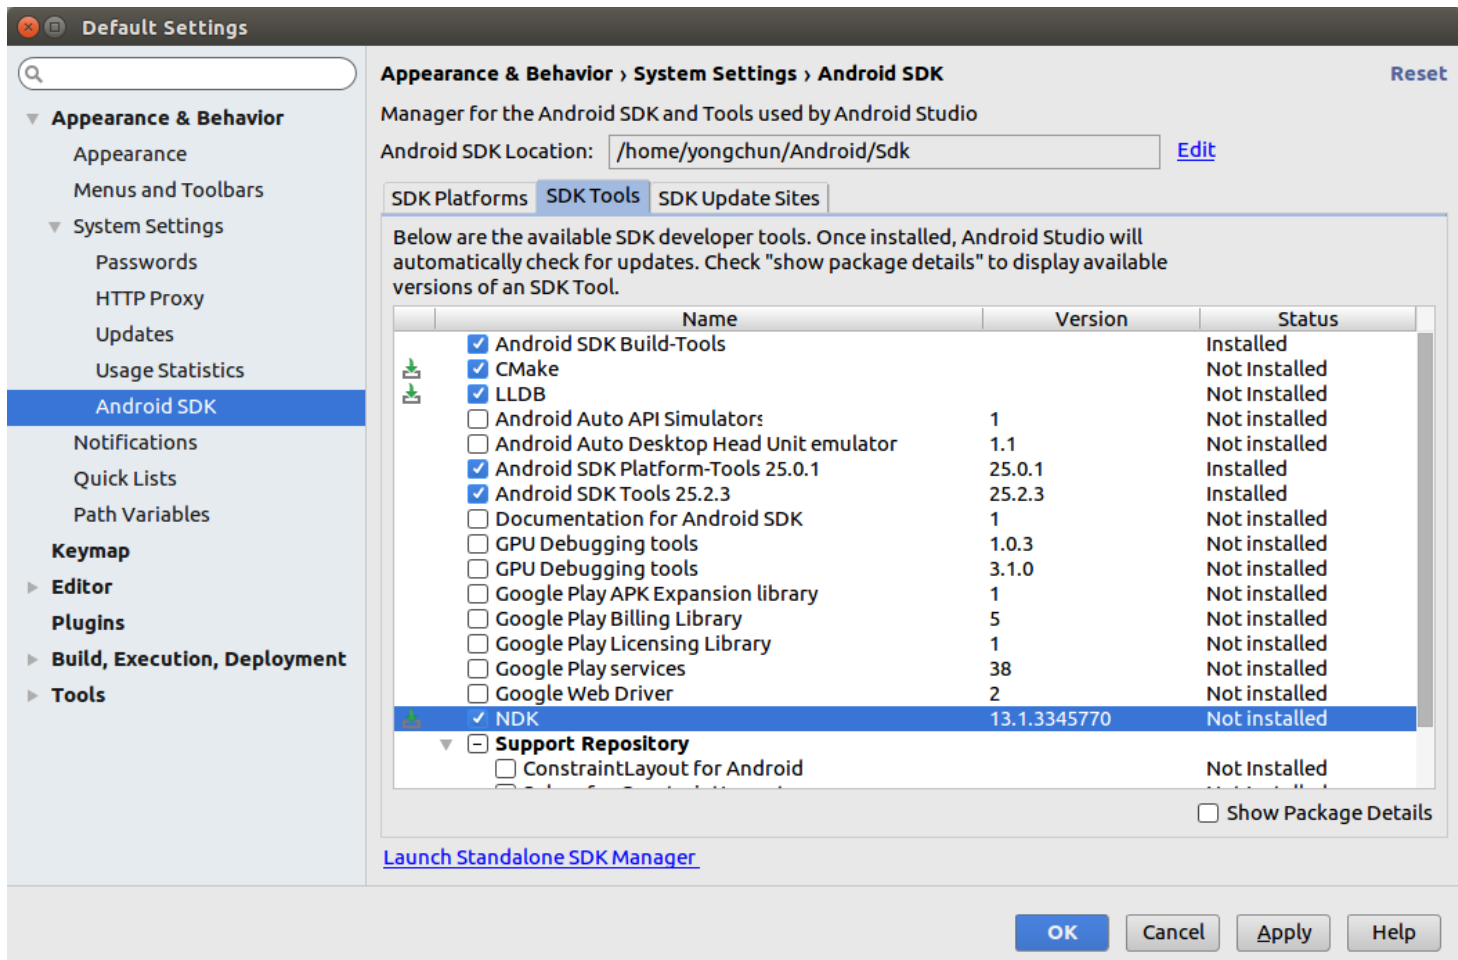 Default Settings
Appearance & Behavior
Appearance
Menus and Toolbars
System Settings
Passwords
HTTP Proxy
Updates
Usage Statistics
Android SDK
Notifications
Quick Lists
Path Variables
Keymap
Editor
Plugins
Build, Execution, Deployment
Tools
Appearance & Behavior › System Settings › Android SDK Reset
Manager for the Android SDK and Tools used by Android Studio
Android SDK Location: /home/yongchun/Android/Sdk Edit
SDK Platforms SDK Tools SDK Update Sites
Below are the available SDK developer tools. Once installed, Android Studio will
automatically check for updates. Check "show package details" to display available
versions of an SDK Tool.
Name Version Status
Android SDK Build-Tools Installed
CMake Not Installed
LLDB Not Installed
Android Auto API Simulators 1 Not installed
Android Auto Desktop Head Unit emulator 1.1 Not installed
Android SDK Platform-Tools 25.0.1 25.0.1 Installed
Android SDK Tools 25.2.3 25.2.3 Installed
Documentation for Android SDK 1 Not installed
GPU Debugging tools 1.0.3 Not installed
GPU Debugging tools 3.1.0 Not installed
Google Play APK Expansion library 1 Not installed
Google Play Billing Library 5 Not installed
Google Play Licensing Library 1 Not installed
Google Play services 38 Not installed
Google Web Driver 2 Not installed
NDK 13.1.3345770 Not installed
Support Repository
ConstraintLayout for Android Not Installed
Show Package Details
Launch Standalone SDK Manager
OK Cancel Apply Help